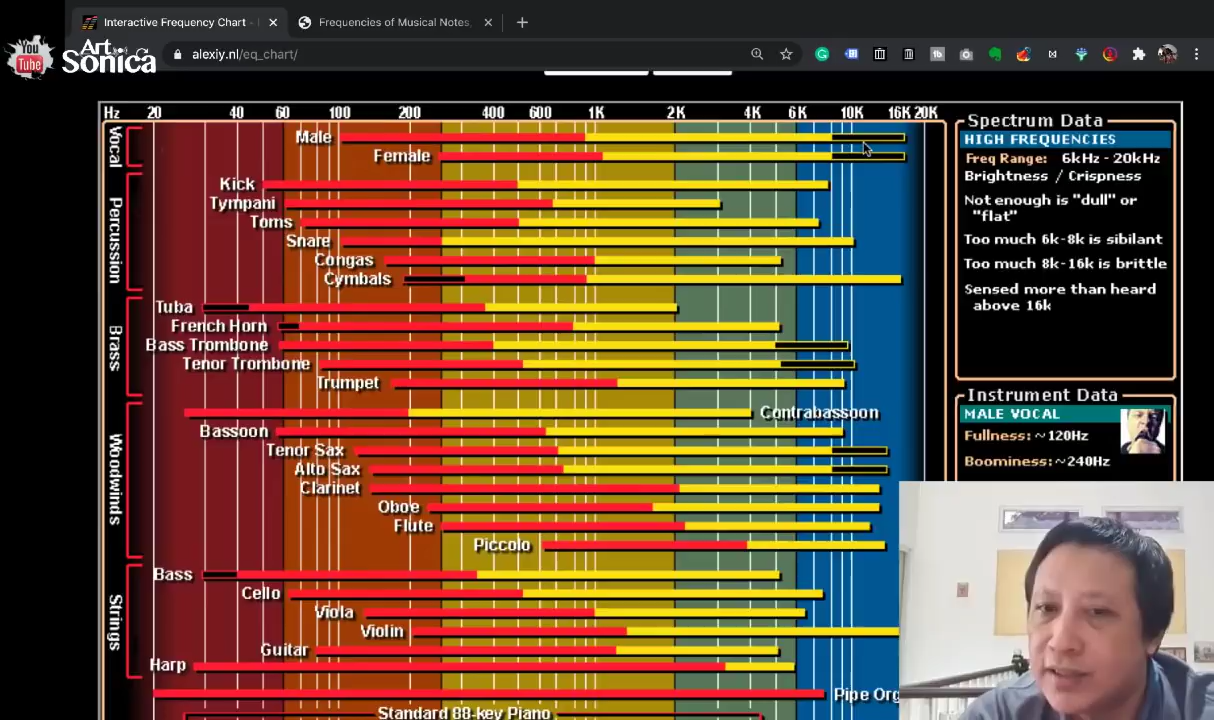 Interactive Frequency Chart -
Frequencies of Musical Notes,
You
Tube
Art
Sonica
alexiy.nl/eq_chart/
Hz 20 40 60 100 200 400 600 1K 2K 4K 6K 10K 16K 20K
Vocal
Male
Female
Percussion
Kick
Tympani
Toms
Snare
Congas
Cymbals
Brass
Tuba
French Horn
Bass Trombone
Tenor Trombone
Trumpet
Woodwinds
Contrabassoon
Bassoon
Tenor Sax
Alto Sax
Clarinet
Oboe
Flute
Piccolo
Strings
Bass
Cello
Viola
Violin
Guitar
Harp
Pipe Org
Standard 88-key Piano
Spectrum Data
HIGH FREQUENCIES
Freq Range: 6kHz - 20kHz
Brightness / Crispness
Not enough is "dull" or
"flat"
Too much 6k-8k is sibilant
Too much 8k-16k is brittle
Sensed more than heard
above 16k
Instrument Data
MALE VOCAL
Fullness: ~120Hz
Boominess: ~240Hz